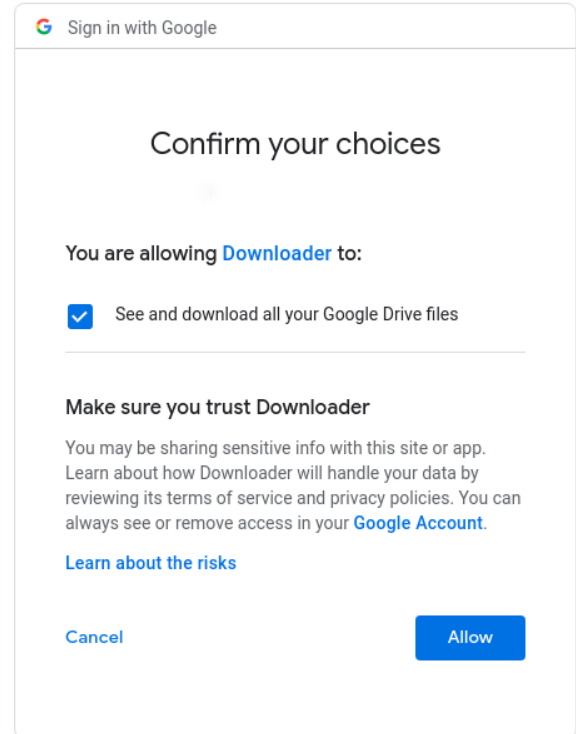 Sign in with Google
Confirm your choices
You are allowing Downloader to:
See and download all your Google Drive files
Make sure you trust Downloader
You may be sharing sensitive info with this site or app.
Learn about how Downloader will handle your data by
reviewing its terms of service and privacy policies. You can
always see or remove access in your Google Account.
Learn about the risks
Cancel
Allow